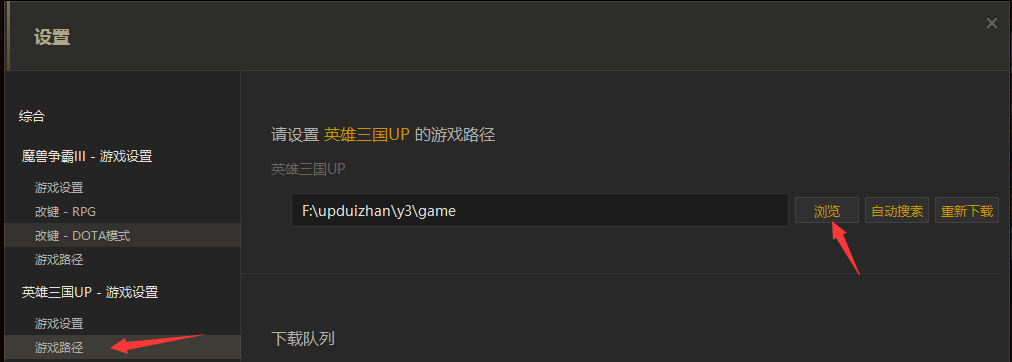 设置
综合
魔兽争霸III - 游戏设置
游戏设置
改键 - RPG
改键 - DOTA模式
游戏路径
英雄三国UP - 游戏设置
游戏设置
游戏路径
请设置 英雄三国UP 的游戏路径
英雄三国UP
F:\upduizhan\y3\game 浏览 自动搜索 重新下载
下载队列